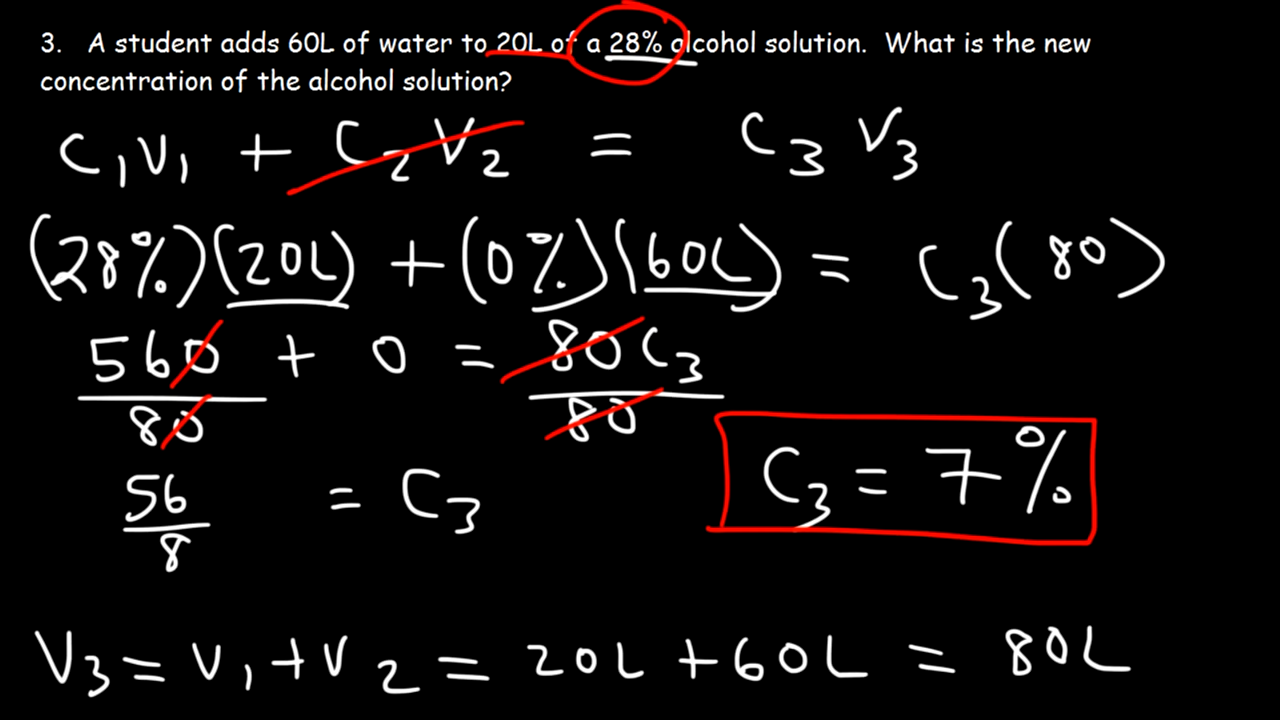 3. A student adds 60L of water to 20L of a 28% alcohol solution. What is the new
concentration of the alcohol solution?
C₁V₁ + C₂V₂ = C₃V₃
(28%)(20L) + (0%)(60L) = C₃(80)
560 + 0 = 80C₃
80 80
56 = C₃
8
C₃ = 7%
V₃ = V₁ + V₂ = 20L + 60L = 80L